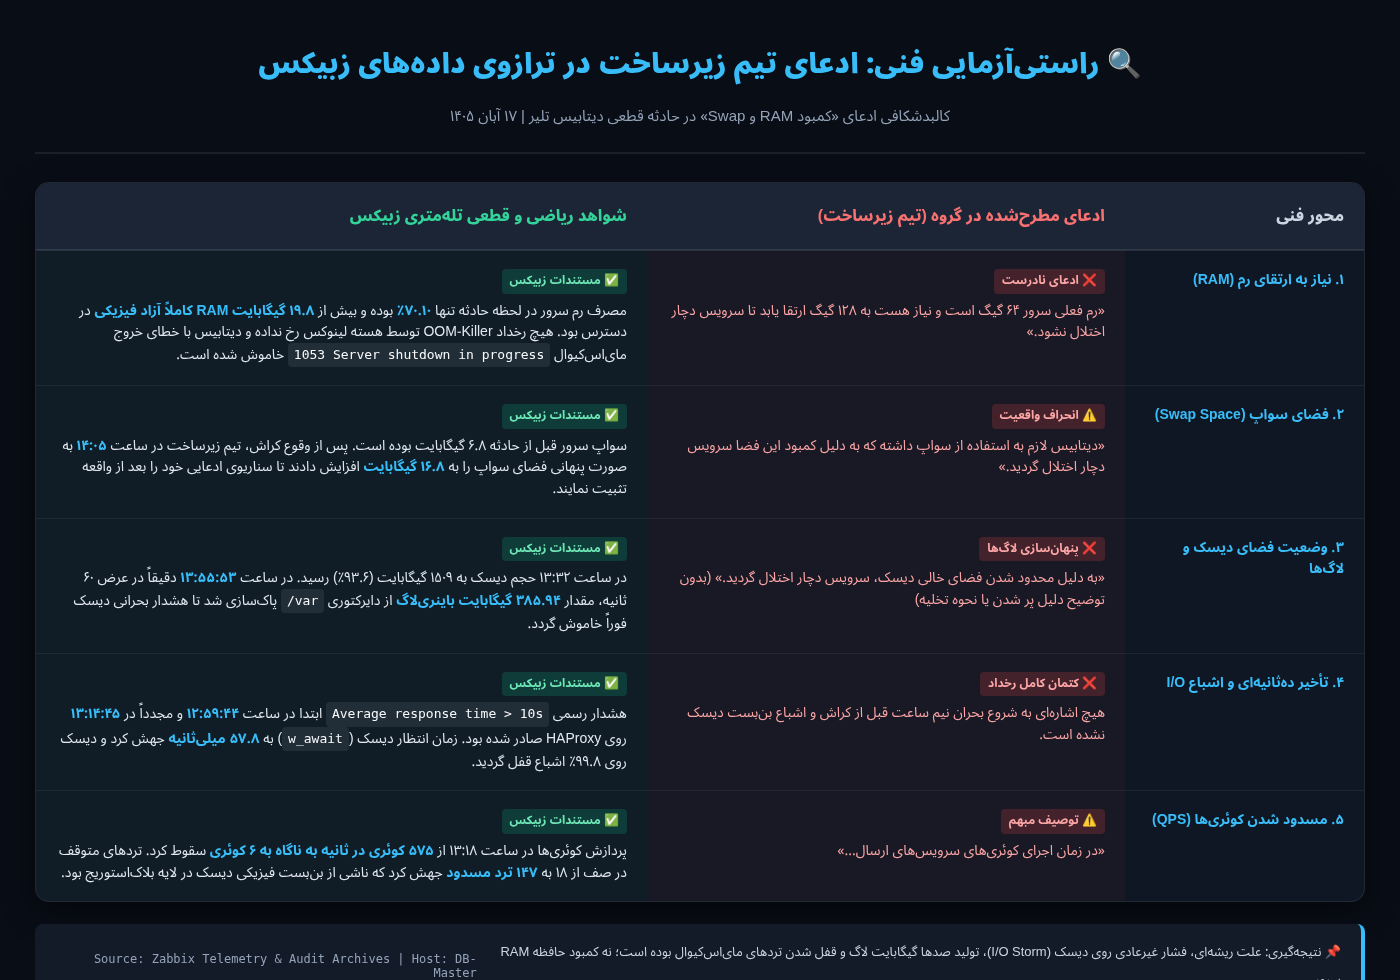 🔍 راستی‌آزمایی فنی: ادعای تیم زیرساخت در ترازوی داده‌های زبیکس
کالبدشکافی ادعای «کمبود RAM و Swap» در حادثه قطعی دیتابیس تلیر | ۱۷ آبان ۱۴۰۵
محور فنی
ادعای مطرح‌شده در گروه (تیم زیرساخت)
شواهد ریاضی و قطعی تله‌متری زبیکس
۱. نیاز به ارتقای رم (RAM)
❌ ادعای نادرست
«رم فعلی سرور ۶۴ گیگ است و نیاز هست به ۱۲۸ گیگ ارتقا یابد تا سرویس دچار
اختلال نشود.»
✅ مستندات زبیکس
مصرف رم سرور در لحظه حادثه تنها ۷۰.۱۰٪ بوده و بیش از ۱۹.۸ گیگابایت RAM کاملاً آزاد فیزیکی در
دسترس بود. هیچ رخداد OOM-Killer توسط هسته لینوکس رخ نداده و دیتابیس با خطای خروج
مای‌اس‌کیوال 1053 Server shutdown in progress خاموش شده است.
۲. فضای سواپ (Swap Space)
⚠️ انحراف واقعیت
«دیتابیس لازم به استفاده از سواپ داشته که به دلیل کمبود این فضا سرویس
دچار اختلال گردید.»
✅ مستندات زبیکس
سواپ سرور قبل از حادثه ۶.۸ گیگابایت بوده است. پس از وقوع کراش، تیم زیرساخت در ساعت ۱۴:۰۵ به
صورت پنهانی فضای سواپ را به ۱۶.۸ گیگابایت افزایش دادند تا سناریوی ادعایی خود را بعد از واقعه
تثبیت نمایند.
۳. وضعیت فضای دیسک و
لاگ‌ها
❌ پنهان‌سازی لاگ‌ها
«به دلیل محدود شدن فضای خالی دیسک، سرویس دچار اختلال گردید.» (بدون
توضیح دلیل پر شدن یا نحوه تخلیه)
✅ مستندات زبیکس
در ساعت ۱۳:۳۲ حجم دیسک به ۱۵۰۹ گیگابایت (۹۳.۶٪) رسید. در ساعت ۱۳:۵۵:۵۳ دقیقاً در عرض ۶۰
ثانیه، مقدار ۳۸۵.۹۴ گیگابایت باینری‌لاگ از دایرکتوری /var پاک‌سازی شد تا هشدار بحرانی دیسک
فوراً خاموش گردد.
۴. تأخیر ده‌ثانیه‌ای و اشباع I/O
❌ کتمان کامل رخداد
هیچ اشاره‌ای به شروع بحران نیم ساعت قبل از کراش و اشباع بن‌بست دیسک
نشده است.
✅ مستندات زبیکس
هشدار رسمی Average response time > 10s ابتدا در ساعت ۱۲:۵۹:۴۴ و مجدداً در ۱۳:۱۴:۴۵
روی HAProxy صادر شده بود. زمان انتظار دیسک (w_await) به ۵۷.۸ میلی‌ثانیه جهش کرد و دیسک
روی ۹۹.۸٪ اشباع قفل گردید.
۵. مسدود شدن کوئری‌ها (QPS)
⚠️ توصیف مبهم
«در زمان اجرای کوئری‌های سرویس‌های ارسال...»
✅ مستندات زبیکس
پردازش کوئری‌ها در ساعت ۱۳:۱۸ از ۵۷۵ کوئری در ثانیه به ناگاه به ۶ کوئری سقوط کرد. تردهای متوقف
در صف از ۱۸ به ۱۴۷ ترد مسدود جهش کرد که ناشی از بن‌بست فیزیکی دیسک در لایه بلاک‌استوریج بود.
📌 نتیجه‌گیری: علت ریشه‌ای، فشار غیرعادی روی دیسک (I/O Storm)، تولید صدها گیگابایت لاگ و قفل شدن تردهای مای‌اس‌کیوال بوده است؛ نه کمبود حافظه RAM
Source: Zabbix Telemetry & Audit Archives | Host: DB-
Master